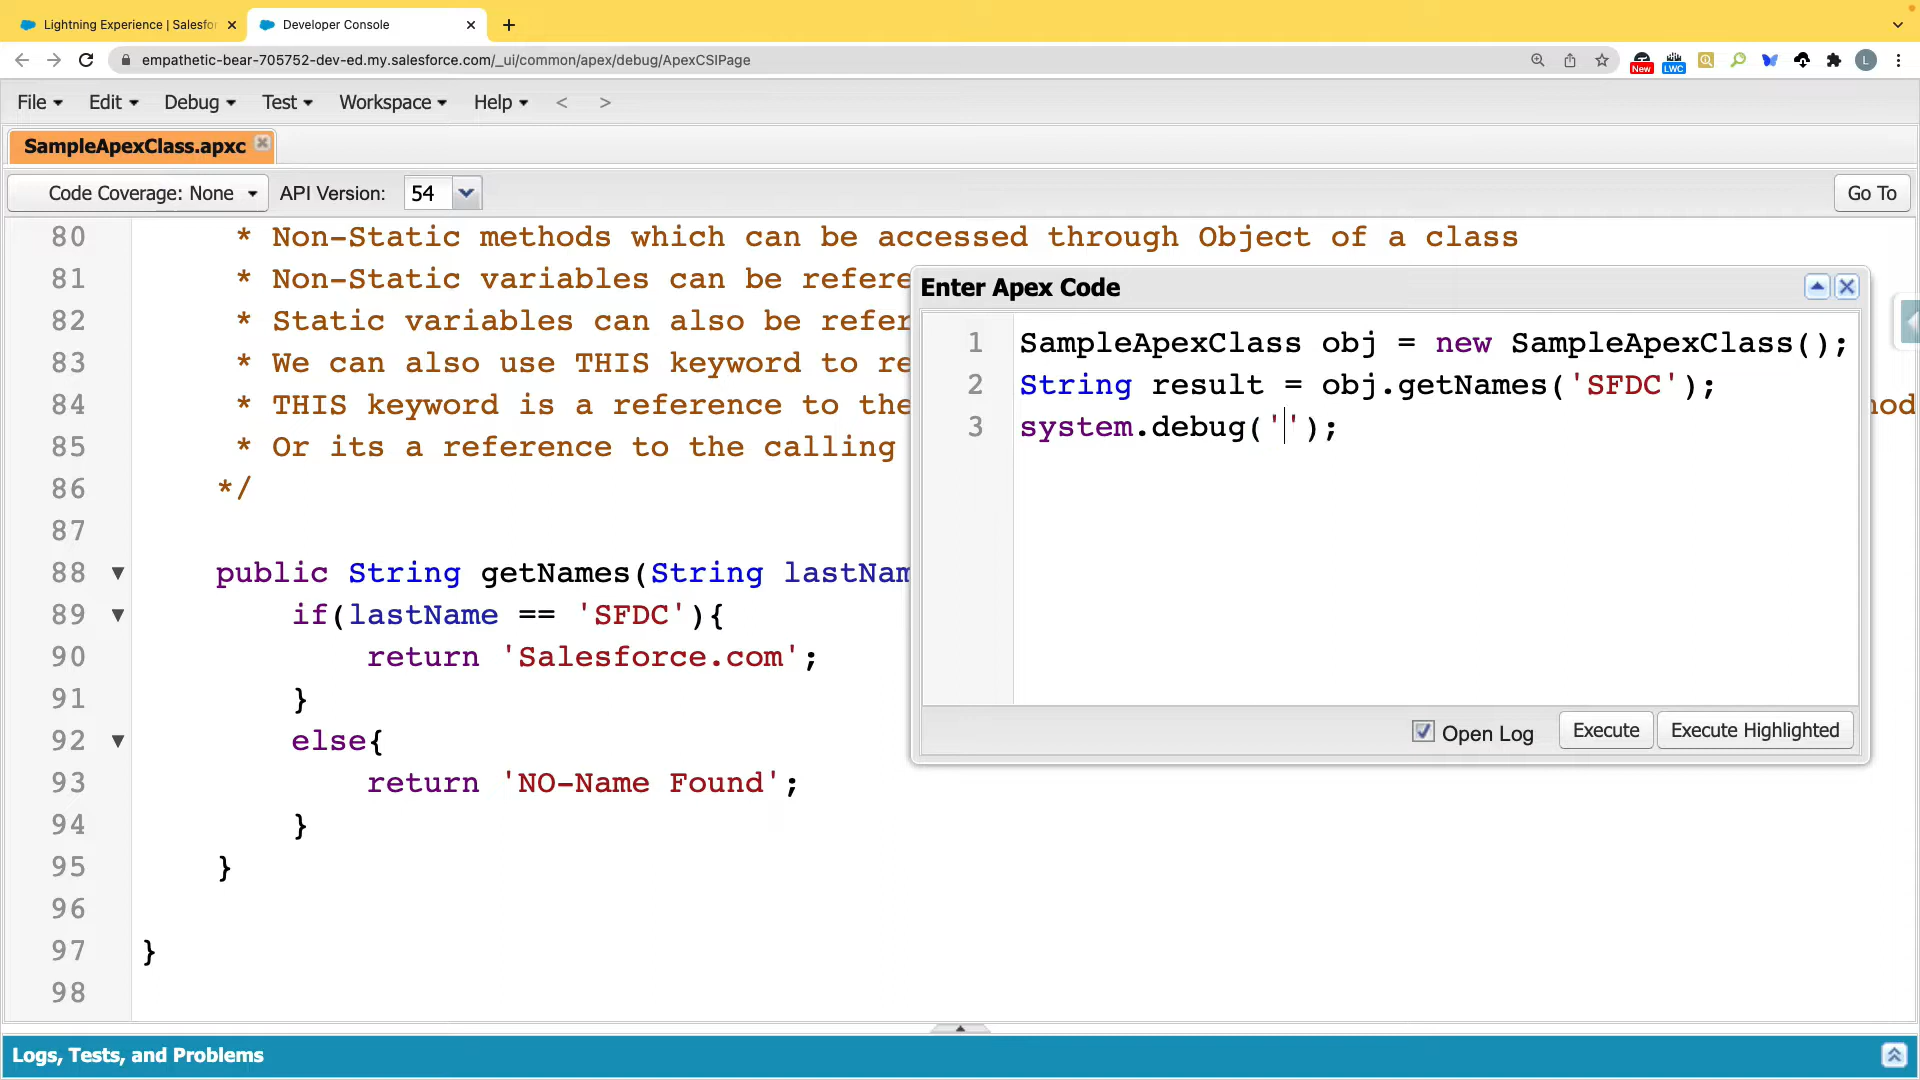 Lightning Experience | Salesfor
Developer Console
empathetic-bear-705752-dev-ed.my.salesforce.com/_ui/common/apex/debug/ApexCSIPage
New
LWC
L
File Edit Debug Test Workspace Help < >
SampleApexClass.apxc
Code Coverage: None API Version: 54 Go To
80 * Non-Static methods which can be accessed through Object of a class
81 * Non-Static variables can be refere
82 * Static variables can also be refer
83 * We can also use THIS keyword to re
84 * THIS keyword is a reference to the
85 * Or its a reference to the calling
86 */
87
88 public String getNames(String lastNam
89 if(lastName == 'SFDC'){
90 return 'Salesforce.com';
91 }
92 else{
93 return 'NO-Name Found';
94 }
95 }
96
97 }
98
Enter Apex Code
1 SampleApexClass obj = new SampleApexClass();
2 String result = obj.getNames('SFDC');
3 system.debug('');
Open Log Execute Execute Highlighted
Logs, Tests, and Problems